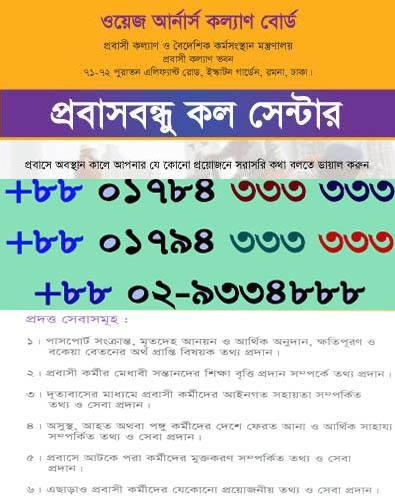 ওয়েজ আর্নার্স কল্যাণ বোর্ড
প্রবাসী কল্যাণ ও বৈদেশিক কর্মসংস্থান মন্ত্রণালয়
প্রবাসী কল্যাণ ভবন
৭১-৭২ পুরাতন এলিফ্যান্ট রোড, ইস্কাটন গার্ডেন, রমনা, ঢাকা।
প্রবাসবন্ধু কল সেন্টার
প্রবাসে অবস্থান কালে আপনার যে কোনো প্রয়োজনে সরাসরি কথা বলতে ডায়াল করুন
+৮৮ ০১৭৮৪ ৩৩৩ ৩৩৩
+৮৮ ০১৭৯৪ ৩৩৩ ৩৩৩
+৮৮ ০২-৯৩৩৪৮৮৮
প্রদত্ত সেবাসমূহ :
১। পাসপোর্ট সংক্রান্ত, মৃতদেহ আনয়ন ও আর্থিক অনুদান, ক্ষতিপূরণ ও
বকেয়া বেতনের অর্থ প্রাপ্তি বিষয়ক তথ্য প্রদান।
২। প্রবাসী কর্মীর মেধাবী সন্তানদের শিক্ষা বৃত্তি প্রদান সম্পর্কে তথ্য প্রদান।
৩। দূতাবাসের মাধ্যমে প্রবাসী কর্মীদের আইনগত সহায়তা সম্পর্কিত
তথ্য ও সেবা প্রদান।
৪। অসুস্থ, আহত অথবা পঙ্গু কর্মীদের দেশে ফেরত আনা ও আর্থিক সাহায্য
সম্পর্কিত তথ্য ও সেবা প্রদান।
৫। প্রবাসে আটকে পরা কর্মীদের মুক্তকরণ সম্পর্কিত তথ্য ও সেবা
প্রদান।
৬। এছাড়াও প্রবাসী কর্মীদের যেকোনো প্রয়োজনীয় তথ্য ও সেবা প্রদান।